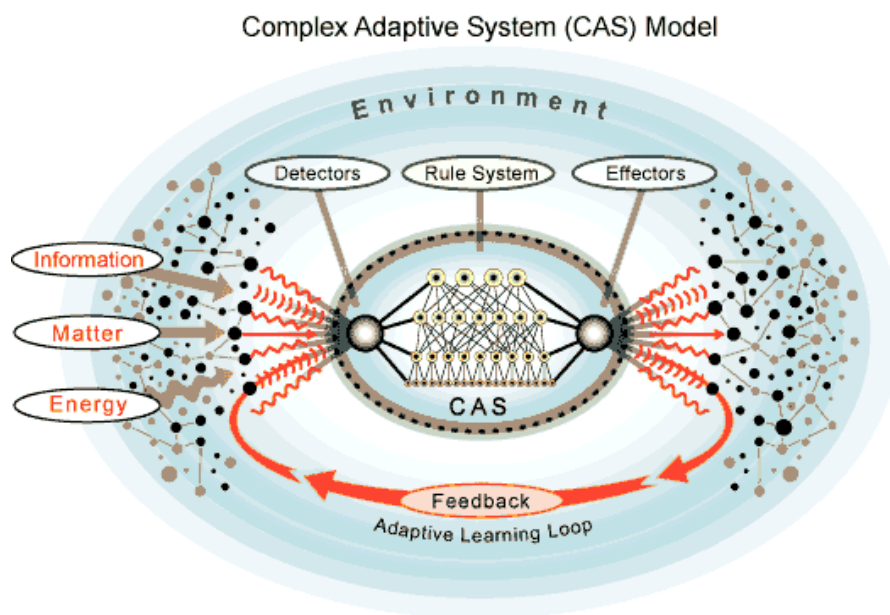 Complex Adaptive System (CAS) Model
Environment
Detectors
Rule System
Effectors
Information
Matter
Energy
CAS
Feedback
Adaptive Learning Loop